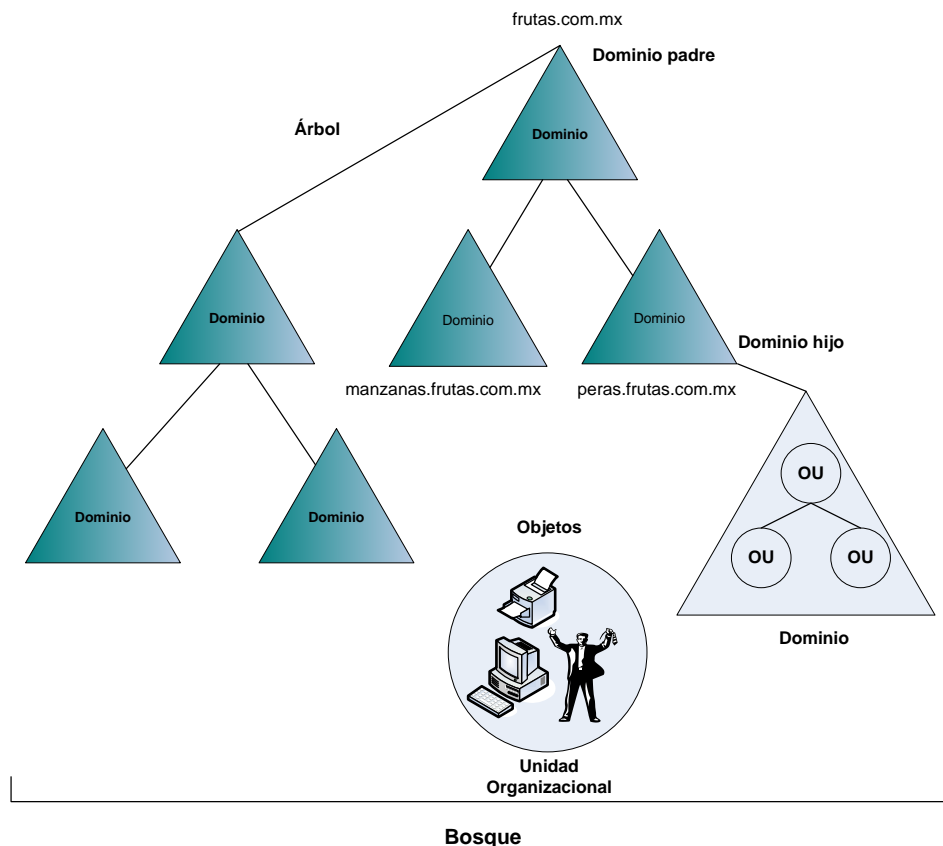 frutas.com.mx
Dominio padre
Árbol
Dominio
Dominio
Dominio
Dominio
Dominio hijo
manzanas.frutas.com.mx
peras.frutas.com.mx
OU
OU
OU
Dominio
Dominio
Objetos
Dominio
Unidad
Organizacional
Bosque